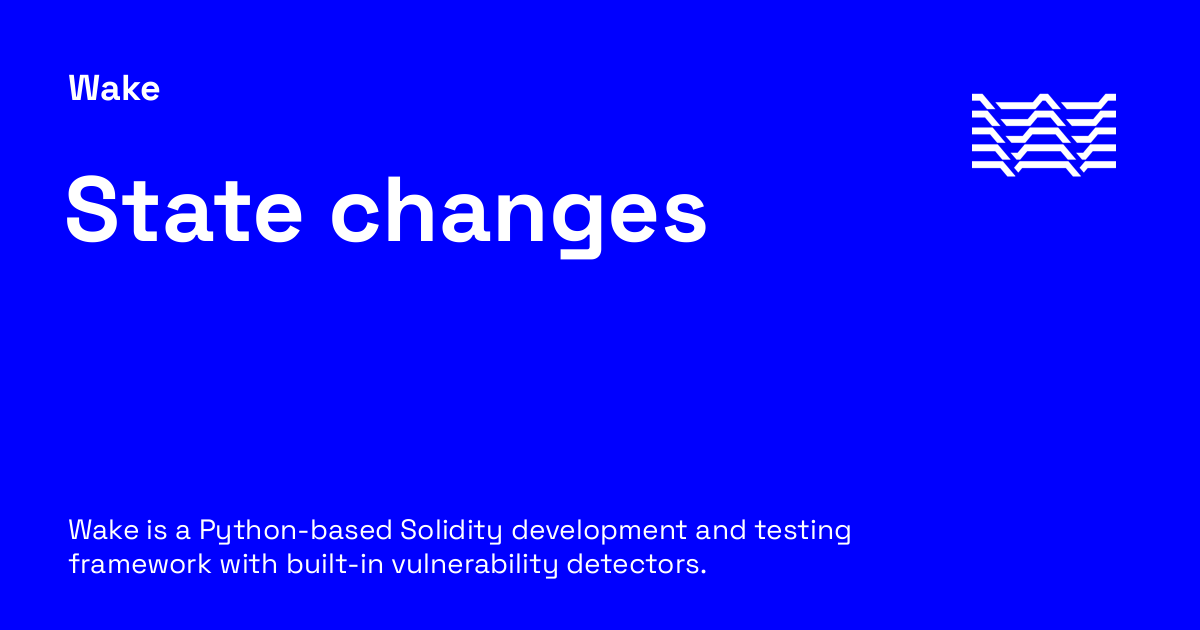 Wake
State changes
Wake is a Python-based Solidity development and testing
framework with built-in vulnerability detectors.